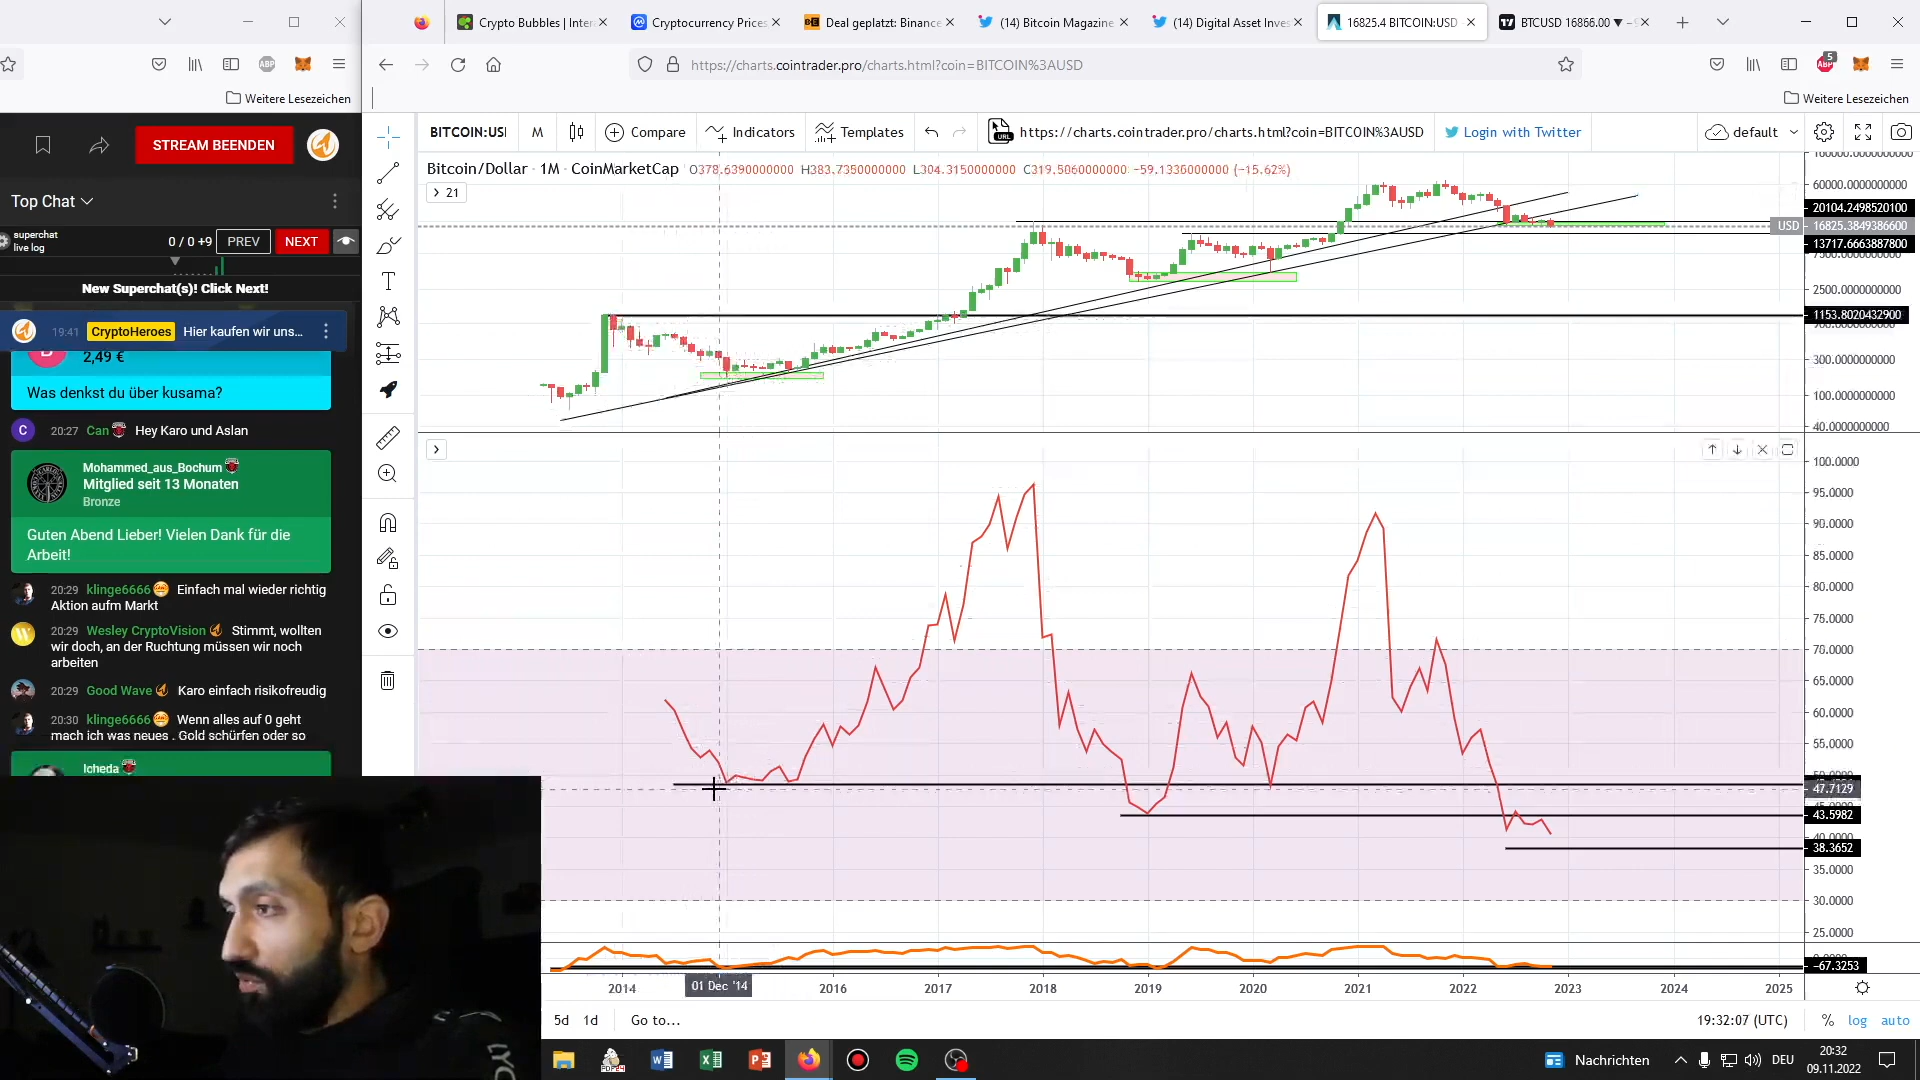 Crypto Bubbles | Inter
Cryptocurrency Prices
Deal geplatzt: Binance
(14) Bitcoin Magazine
(14) Digital Asset Inves
16825.4 BITCOIN:USD
BTCUSD 16866.00 ▼
https://charts.cointrader.pro/charts.html?coin=BITCOIN%3AUSD
5
Weitere Lesezeichen
Weitere Lesezeichen
STREAM BEENDEN
Top Chat
superchat
live log
0 / 0 +9
PREV
NEXT
New Superchat(s)! Click Next!
19:41 CryptoHeroes Hier kaufen wir uns...
2,49 €
Was denkst du über kusama?
C
20:27 Can Hey Karo und Aslan
Mohammed_aus_Bochum
Mitglied seit 13 Monaten
Bronze
Guten Abend Lieber! Vielen Dank für die
Arbeit!
20:29 klinge6666 Einfach mal wieder richtig
Aktion aufm Markt
W
20:29 Wesley CryptoVision Stimmt, wollten
wir doch, an der Ruchtung müssen wir noch
arbeiten
20:29 Good Wave Karo einfach risikofreudig
20:30 klinge6666 Wenn alles auf 0 geht
mach ich was neues . Gold schürfen oder so
Icheda
BITCOIN:USI
M
Compare
Indicators
Templates
URL
https://charts.cointrader.pro/charts.html?coin=BITCOIN%3AUSD
Login with Twitter
default
Bitcoin/Dollar · 1M · CoinMarketCap O378.6390000000 H383.7350000000 L304.3150000000 C319.5060000000 −59.1336000000 (−15.62%)
21
60000.0000000000
20104.2498520100
USD 16825.3849386600
13717.6663887800
2500.0000000000
1153.8020432900
300.0000000000
100.0000000000
40.0000000000
100.0000
95.0000
90.0000
85.0000
80.0000
75.0000
70.0000
65.0000
60.0000
55.0000
47.7129
43.5982
40.0000
38.3652
35.0000
30.0000
25.0000
−67.3253
2014
01 Dec '14
2016
2017
2018
2019
2020
2021
2022
2023
2024
2025
5d
1d
Go to...
19:32:07 (UTC)
%
log
auto
Nachrichten
DEU
20:32
09.11.2022